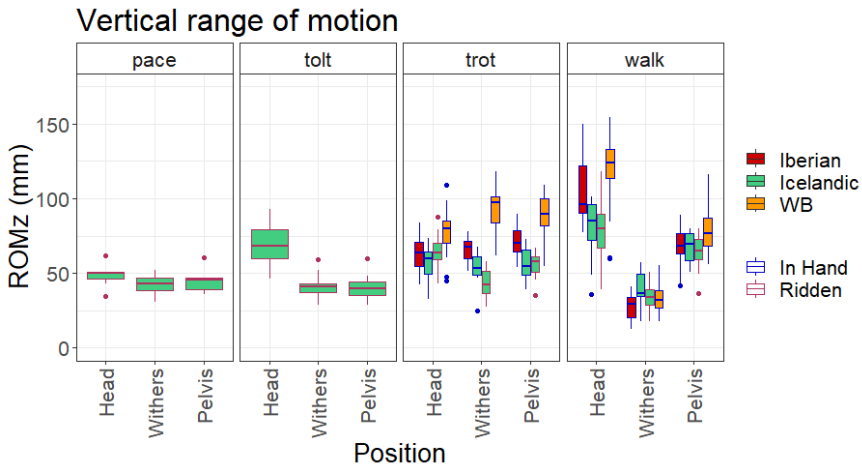 Vertical range of motion
pace
tolt
trot
walk
ROMz (mm)
150
100
50
0
Head
Withers
Pelvis
Head
Withers
Pelvis
Head
Withers
Pelvis
Head
Withers
Pelvis
Position
Iberian
Icelandic
WB
In Hand
Ridden